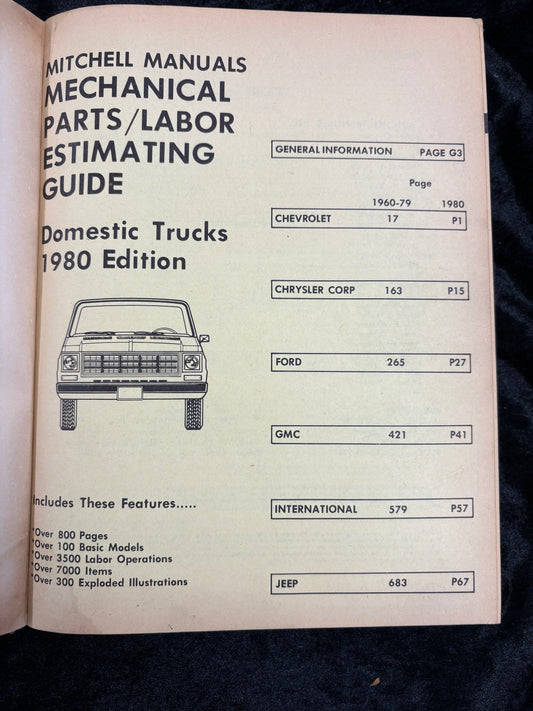 MITCHELL MANUALS
MECHANICAL
PARTS/LABOR
ESTIMATING
GUIDE
Domestic Trucks
1980 Edition
Includes These Features.....
*Over 800 Pages
*Over 100 Basic Models
*Over 3500 Labor Operations
*Over 7000 Items
*Over 300 Exploded Illustrations
GENERAL INFORMATION PAGE G3
Page
1960-79 1980
CHEVROLET 17 P1
CHRYSLER CORP 163 P15
FORD 265 P27
GMC 421 P41
INTERNATIONAL 579 P57
JEEP 683 P67